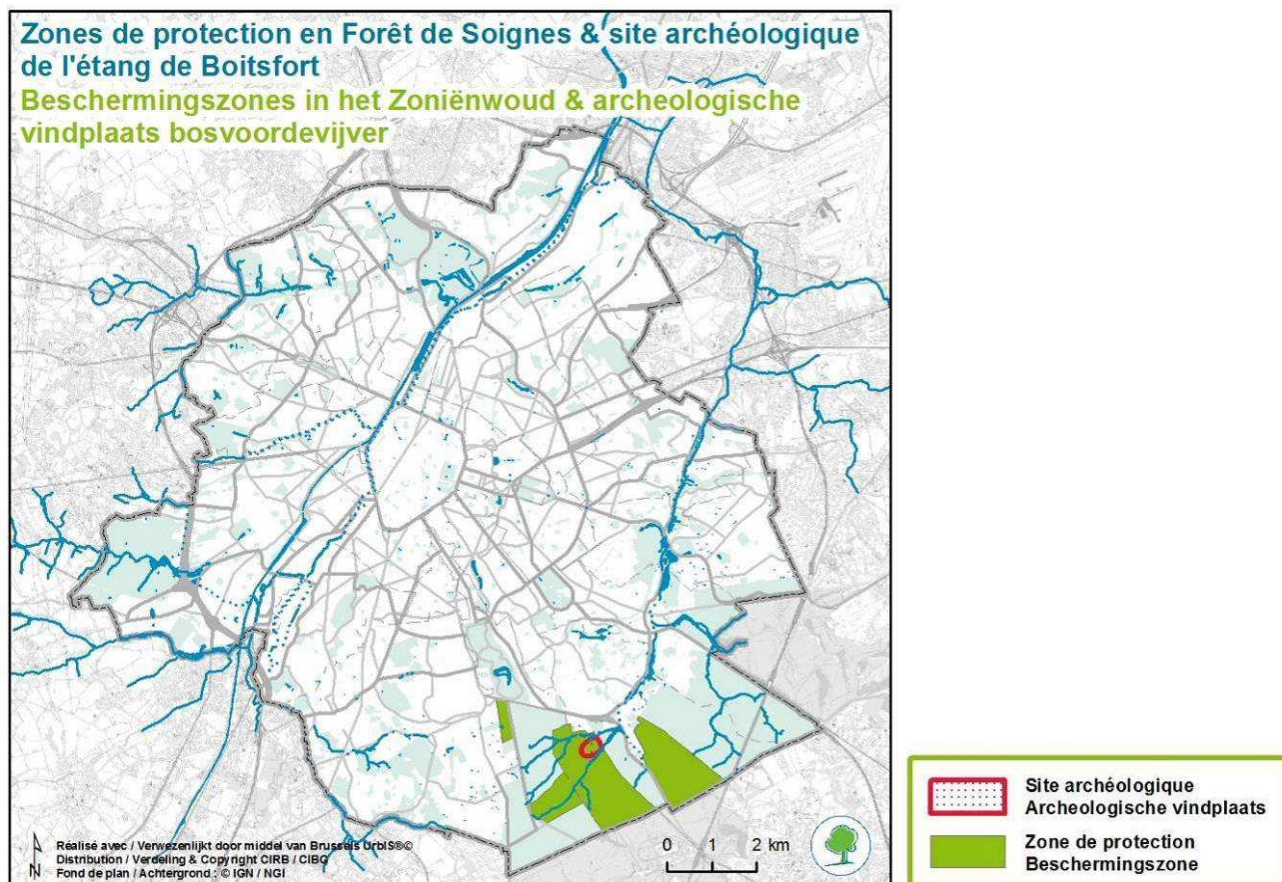 Zones de protection en Forêt de Soignes & site archéologique
de l'étang de Boitsfort
Beschermingszones in het Zoniënwoud & archeologische
vindplaats bosvoordevijver
Réalisé avec / Verwezenlijkt door middel van Brussels UrbIS®©
Distribution / Verdeling & Copyright CIRB / CIBG
Fond de plan / Achtergrond : © IGN / NGI
N
0 1 2 km
Site archéologique
Archeologische vindplaats
Zone de protection
Beschermingszone